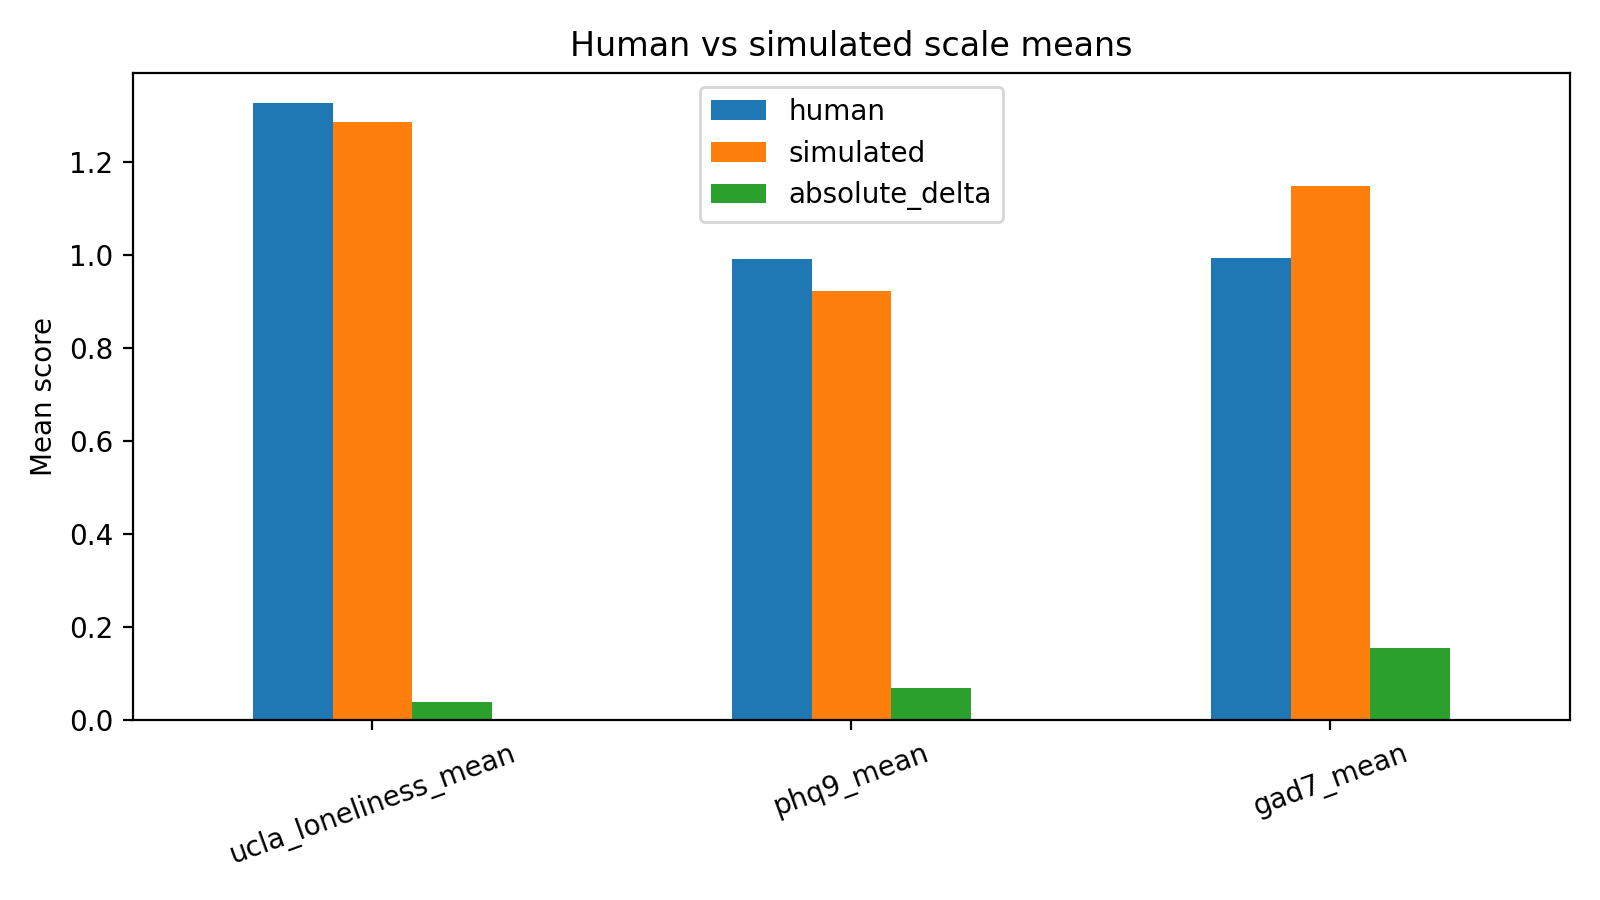 Human vs simulated scale means
human
simulated
absolute_delta
Mean score
1.2
1.0
0.8
0.6
0.4
0.2
0.0
ucla_loneliness_mean
phq9_mean
gad7_mean